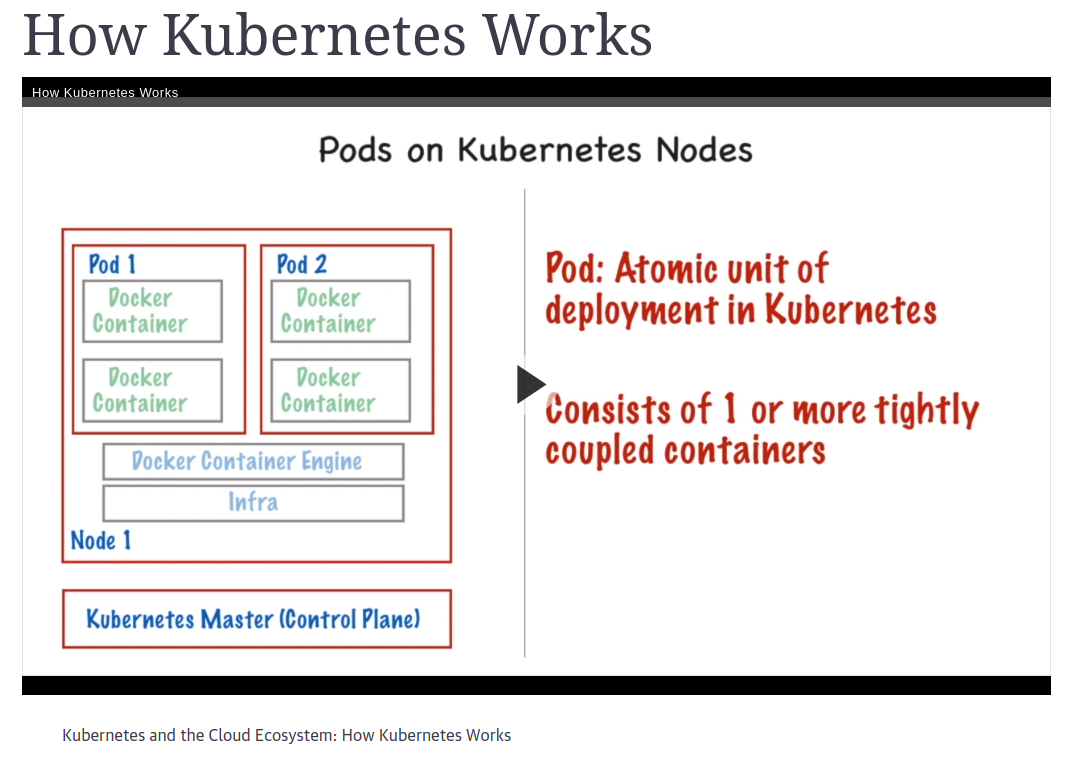 How Kubernetes Works
How Kubernetes Works
Pods on Kubernetes Nodes
Pod 1
Docker
Container
Docker
Container
Pod 2
Docker
Container
Docker
Container
Docker Container Engine
Infra
Node 1
Kubernetes Master (Control Plane)
Pod: Atomic unit of
deployment in Kubernetes
Consists of 1 or more tightly
coupled containers
Kubernetes and the Cloud Ecosystem: How Kubernetes Works